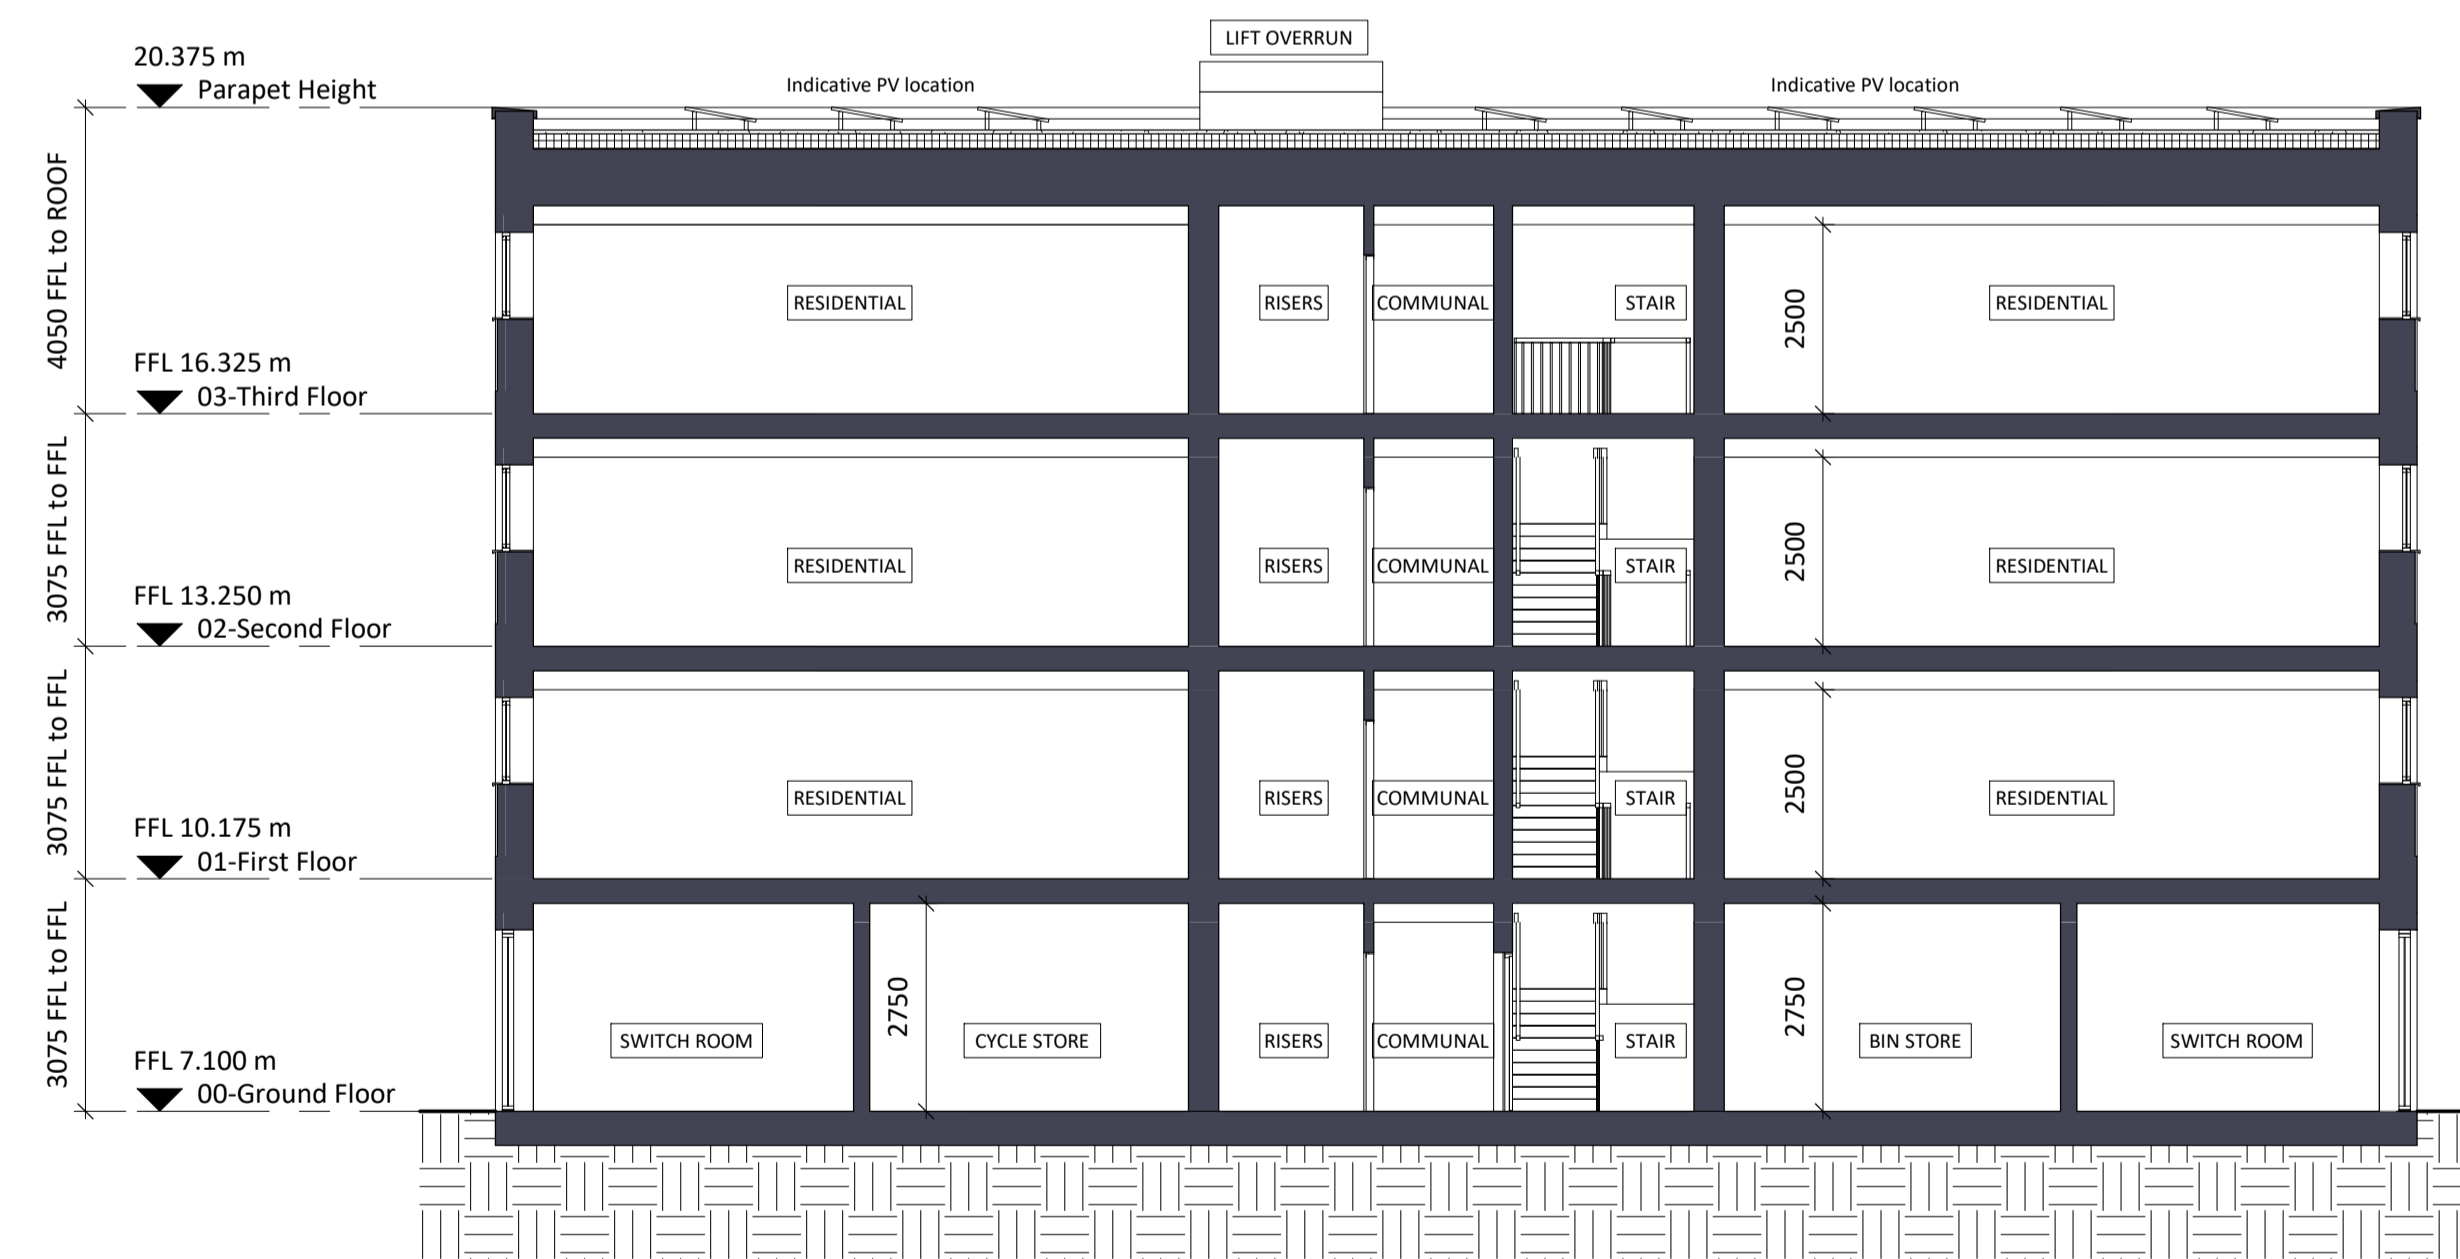 LIFT OVERRUN
20.375 m
Parapet Height
Indicative PV location
Indicative PV location
4050 FFL to ROOF
RESIDENTIAL
RISERS
COMMUNAL
STAIR
2500
RESIDENTIAL
FFL 16.325 m
03-Third Floor
3075 FFL to FFL
RESIDENTIAL
RISERS
COMMUNAL
STAIR
2500
RESIDENTIAL
FFL 13.250 m
02-Second Floor
3075 FFL to FFL
RESIDENTIAL
RISERS
COMMUNAL
STAIR
2500
RESIDENTIAL
FFL 10.175 m
01-First Floor
3075 FFL to FFL
SWITCH ROOM
2750
CYCLE STORE
RISERS
COMMUNAL
STAIR
2750
BIN STORE
SWITCH ROOM
FFL 7.100 m
00-Ground Floor